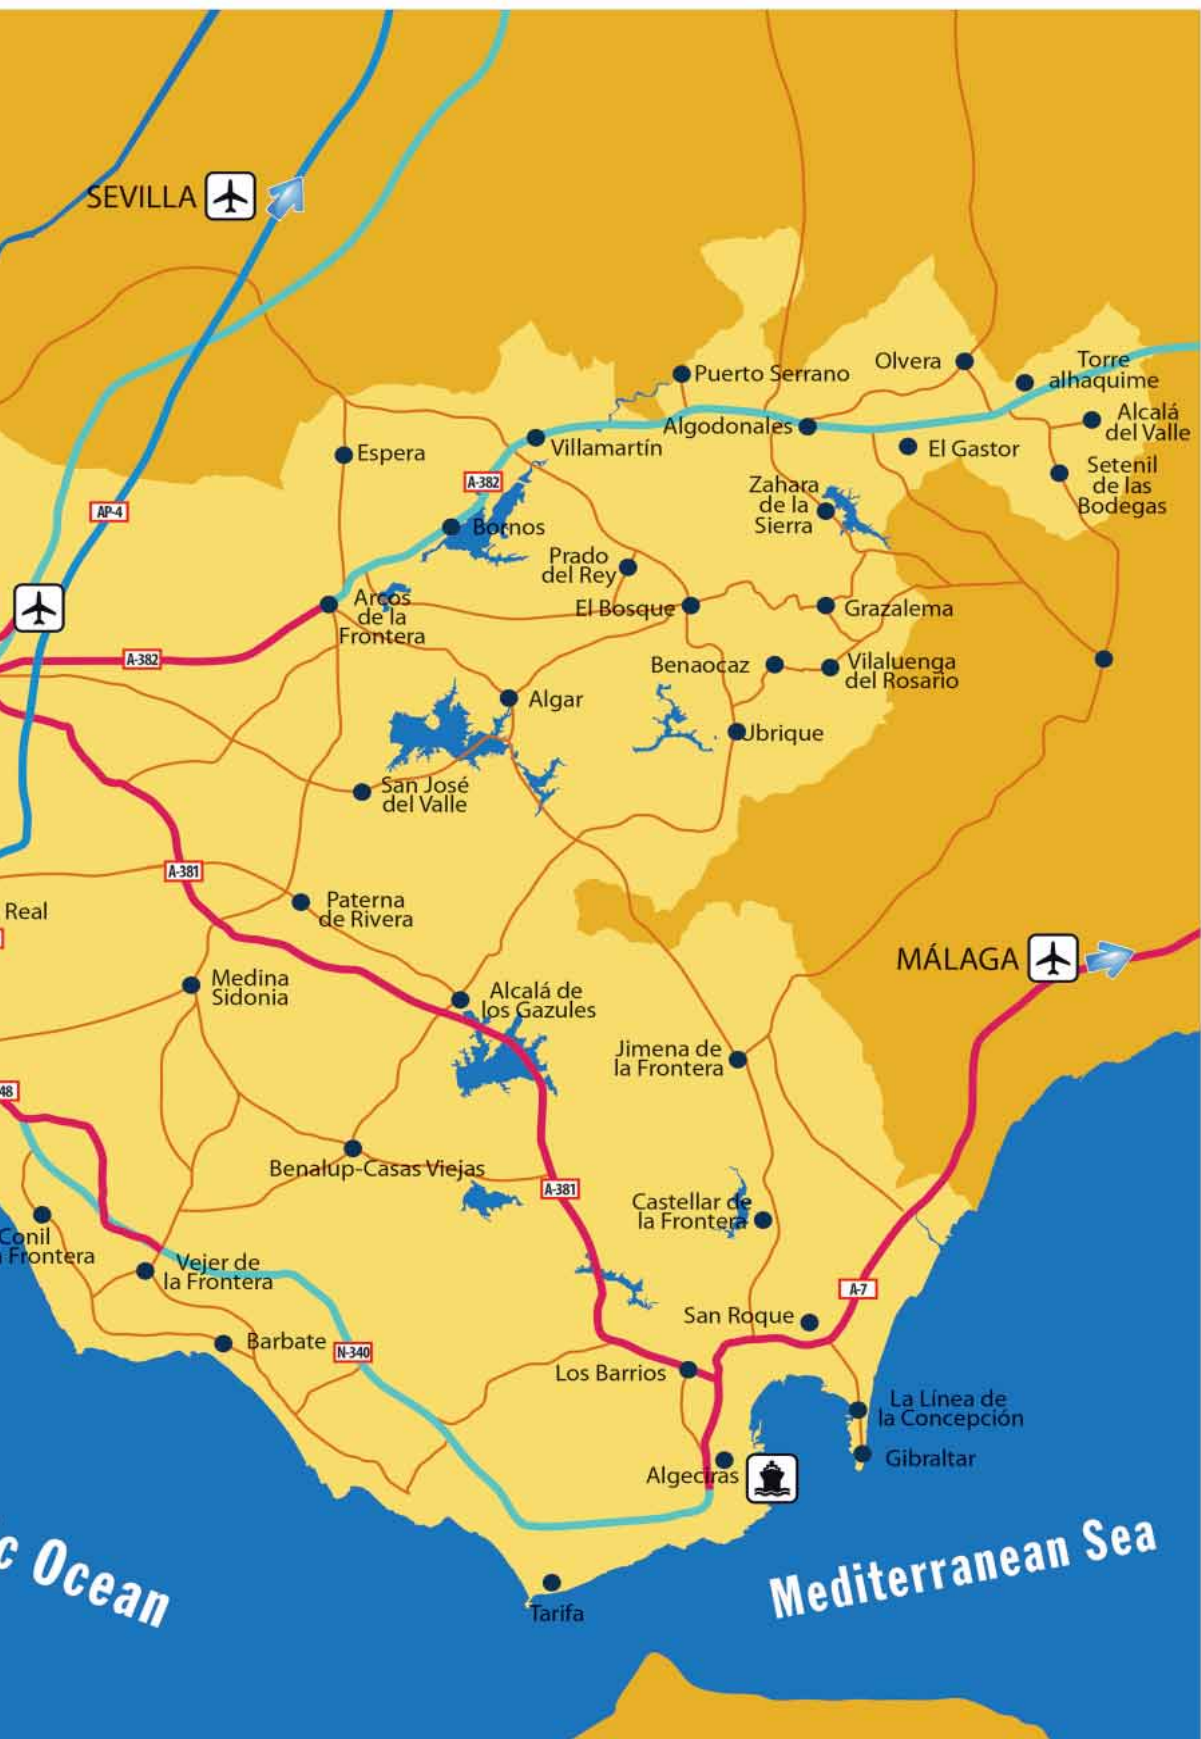 SEVILLA
Puerto Serrano
Olvera
Torre
alhaquime
Algodonales
Alcalá
del Valle
Espera
Villamartín
El Gastor
A-382
Setenil
de las
Bodegas
Zahara
de la
Sierra
AP-4
Bornos
Prado
del Rey
Arcos
de la
Frontera
El Bosque
Grazalema
A-382
Benaocaz
Vilaluenga
del Rosario
Algar
Ubrique
San José
del Valle
A-381
Paterna
de Rivera
Real
MÁLAGA
Medina
Sidonia
Alcalá de
los Gazules
Jimena de
la Frontera
48
Benalup-Casas Viejas
A-381
Castellar de
la Frontera
Conil
Frontera
Vejer de
la Frontera
A-7
San Roque
Barbate
N-340
Los Barrios
La Línea de
la Concepción
Gibraltar
Algeciras
c Ocean
Mediterranean Sea
Tarifa